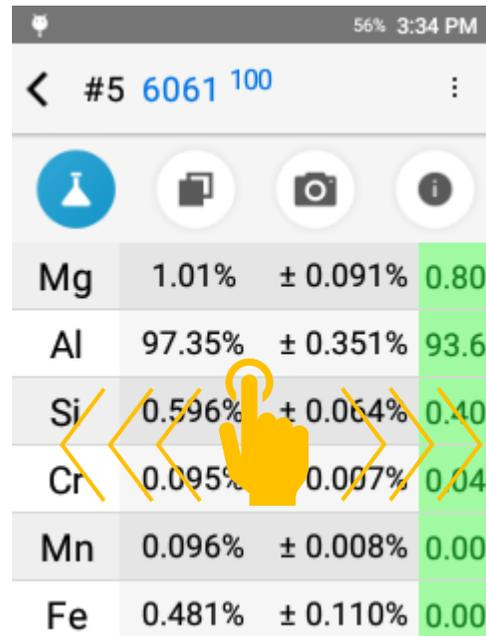 56% 3:34 PM
#5 6061 100
Mg 1.01% ± 0.091% 0.80
Al 97.35% ± 0.351% 93.6
Si 0.596% ± 0.064% 0.40
Cr 0.095% 0.007% 0.04
Mn 0.096% ± 0.008% 0.00
Fe 0.481% ± 0.110% 0.00